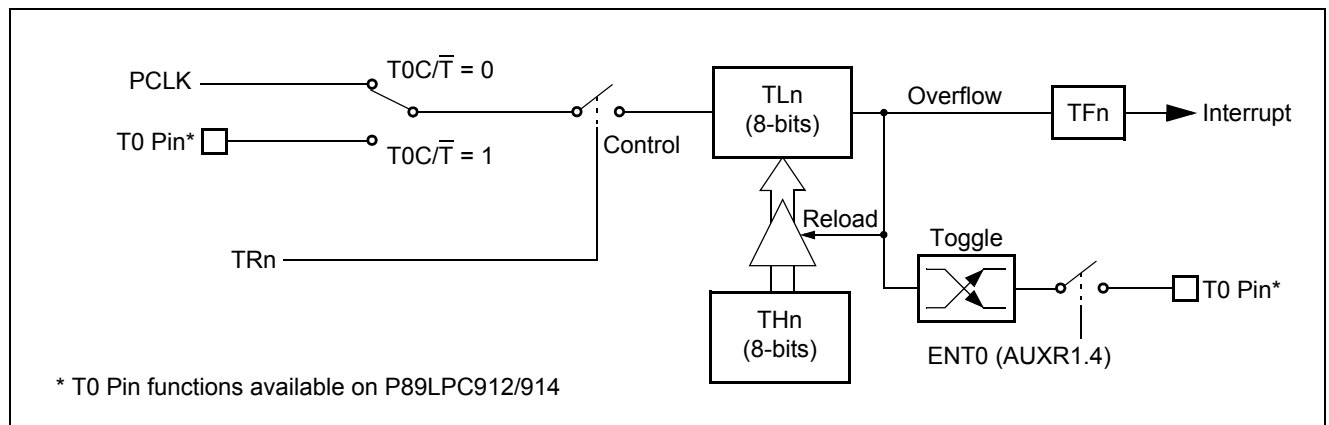 PCLK
T0C/T̅ = 0
T0 Pin*
T0C/T̅ = 1
Control
TRn
TLn
(8-bits)
Overflow
TFn
Interrupt
Reload
THn
(8-bits)
Toggle
T0 Pin*
ENT0 (AUXR1.4)
* T0 Pin functions available on P89LPC912/914